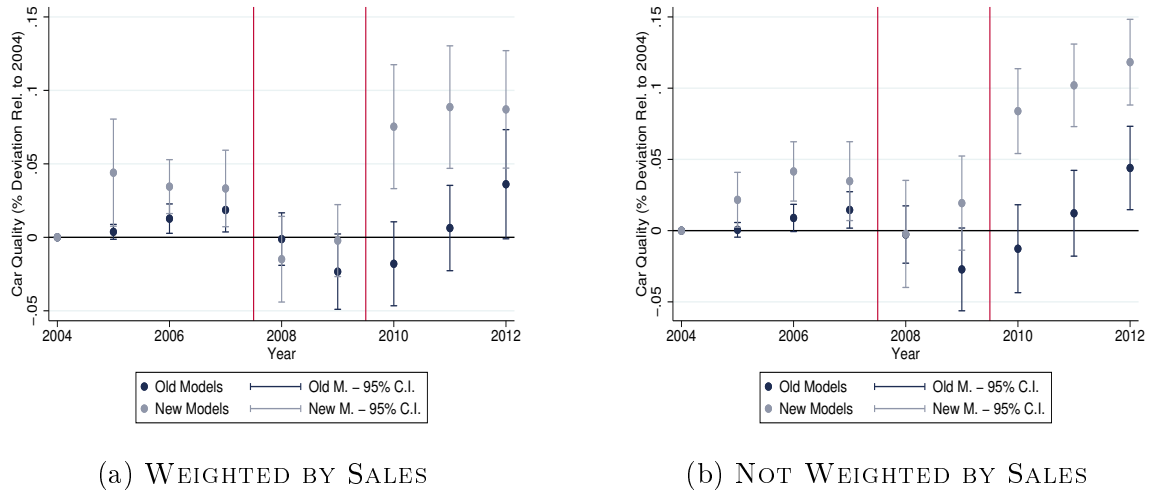 Car Quality (% Deviation Rel. to 2004)
.15
.1
.05
0
−.05
2004 2006 2008 2010 2012
Year
Old Models Old M. − 95% C.I.
New Models New M. − 95% C.I.
(a) Weighted by Sales
Car Quality (% Deviation Rel. to 2004)
.15
.1
.05
0
−.05
2004 2006 2008 2010 2012
Year
Old Models Old M. − 95% C.I.
New Models New M. − 95% C.I.
(b) Not Weighted by Sales